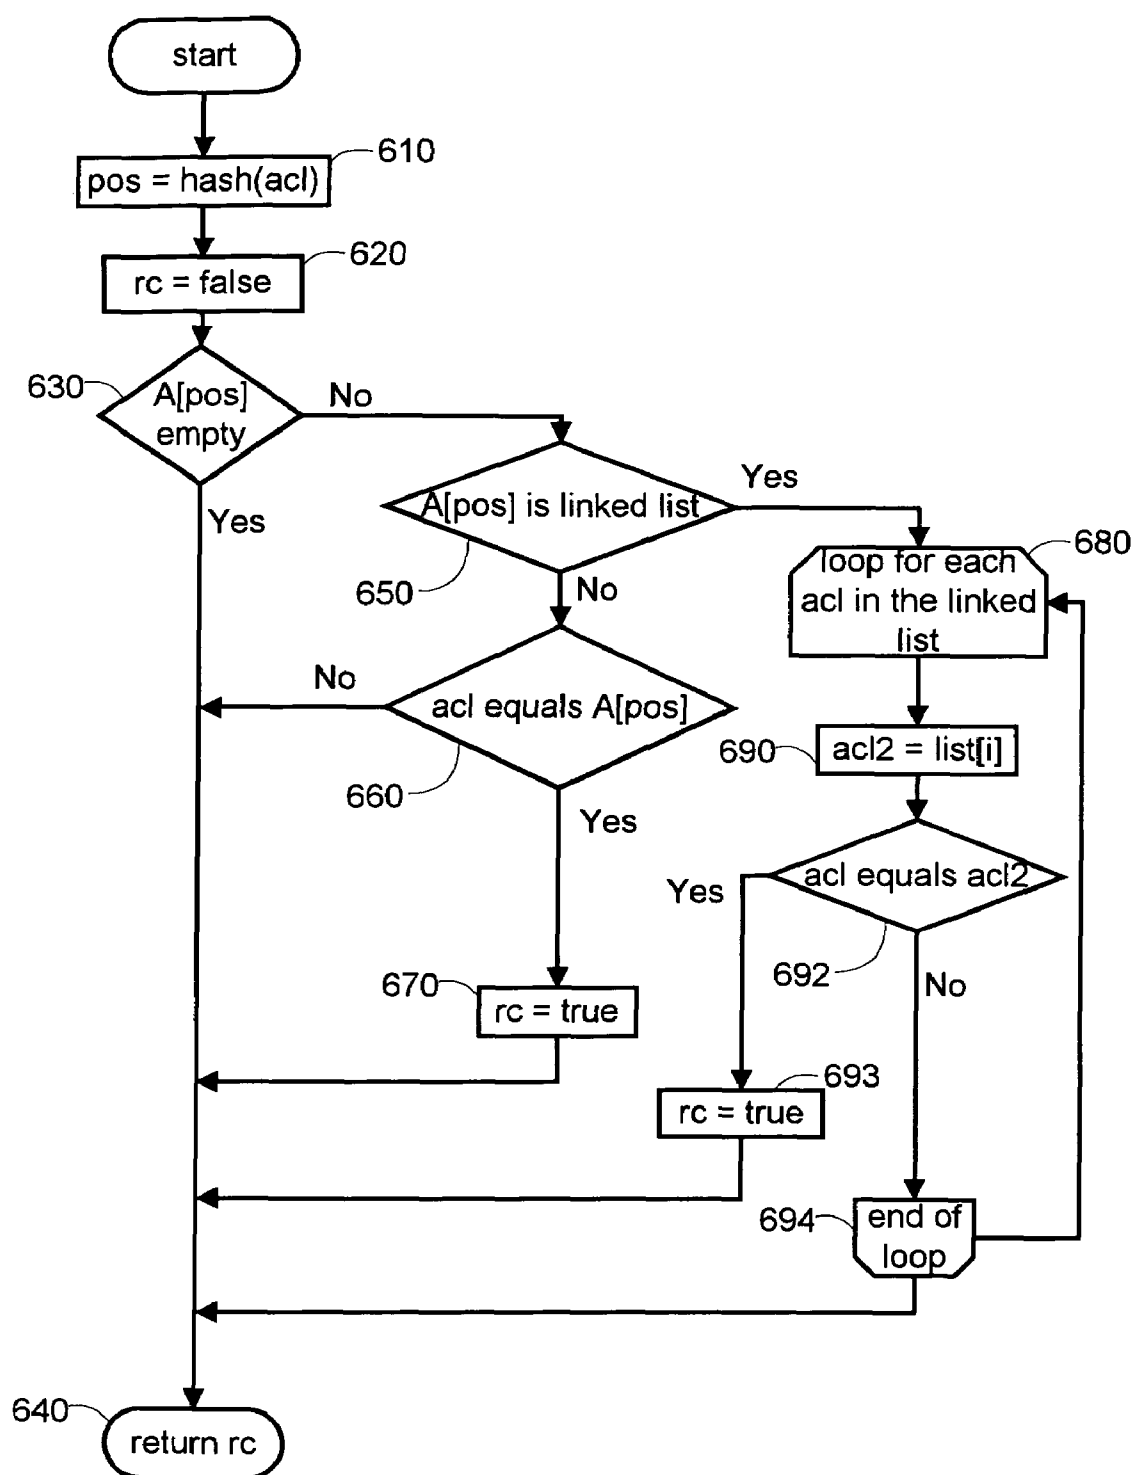 start
610
pos = hash(acl)
620
rc = false
630
A[pos]
empty
No
Yes
A[pos] is linked list
Yes
650
No
680
loop for each
acl in the linked
list
acl equals A[pos]
No
660
Yes
690
acl2 = list[i]
acl equals acl2
Yes
692
No
670
rc = true
693
rc = true
694
end of
loop
640
return rc